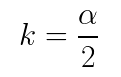 k = α/2